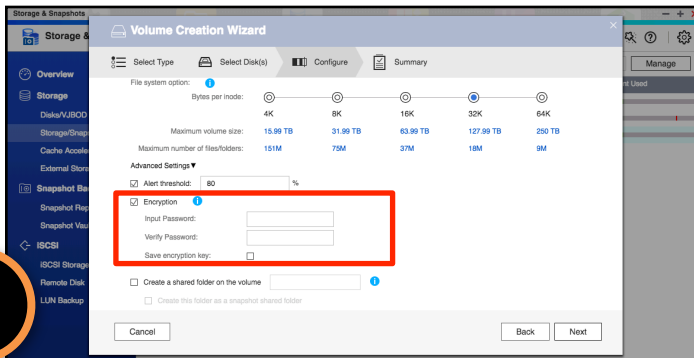 Storage & Snapshots
Storage &
Volume Creation Wizard
Manage
Select Type Select Disk(s) Configure Summary
Overview
Storage
Disks/VJBOD
Storage/Snap
Cache Accele
External Stora
Snapshot Ba
Snapshot Rep
Snapshot Vau
iSCSI
iSCSI Storage
Remote Disk
LUN Backup
nt Used
File system option:
Bytes per inode:
4K 8K 16K 32K 64K
Maximum volume size: 15.99 TB 31.99 TB 63.99 TB 127.99 TB 250 TB
Maximum number of files/folders: 151M 75M 37M 18M 9M
Advanced Settings▼
Alert threshold: 80 %
Encryption
Input Password:
Verify Password:
Save encryption key:
Create a shared folder on the volume
Create this folder as a snapshot shared folder
Cancel Back Next